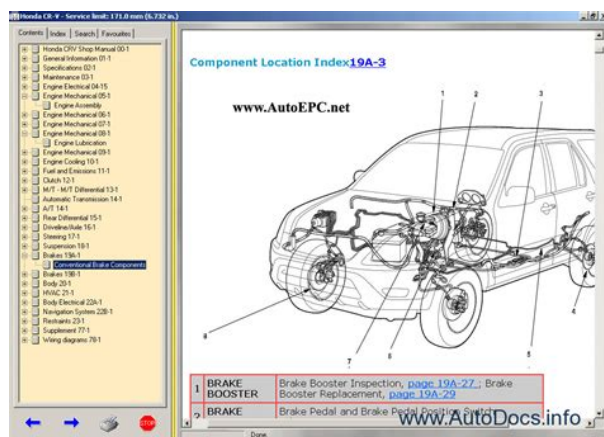 Honda CR-V - Service limit: 171.0 mm (6.732 in.)
Contents
Index
Search
Favourites
Honda CRV Shop Manual 00-1
General Information 01-1
Specifications 02-1
Maintenance 03-1
Engine Electrical 04-15
Engine Mechanical 05-1
Engine Assembly
Engine Mechanical 06-1
Engine Mechanical 07-1
Engine Mechanical 08-1
Engine Lubrication
Engine Mechanical 09-1
Engine Cooling 10-1
Fuel and Emissions 11-1
Clutch 12-1
M/T - M/T Differential 13-1
Automatic Transmission 14-1
A/T 14-1
Rear Differential 15-1
Driveline/Axle 16-1
Steering 17-1
Suspension 18-1
Brakes 19A-1
Conventional Brake Components
Brakes 19B-1
Body 20-1
HVAC 21-1
Body Electrical 22A-1
Navigation System 22B-1
Restraints 23-1
Supplement 77-1
Wiring diagrams 78-1
STOP
Component Location Index19A-3
www.AutoEPC.net
1 2 3
4
5
6
7
8
1 BRAKE BOOSTER Brake Booster Inspection, page 19A-27 ; Brake
Booster Replacement, page 19A-29
2 BRAKE Brake Pedal and Brake Pedal Position Switch
www.AutoDocs.info
Done